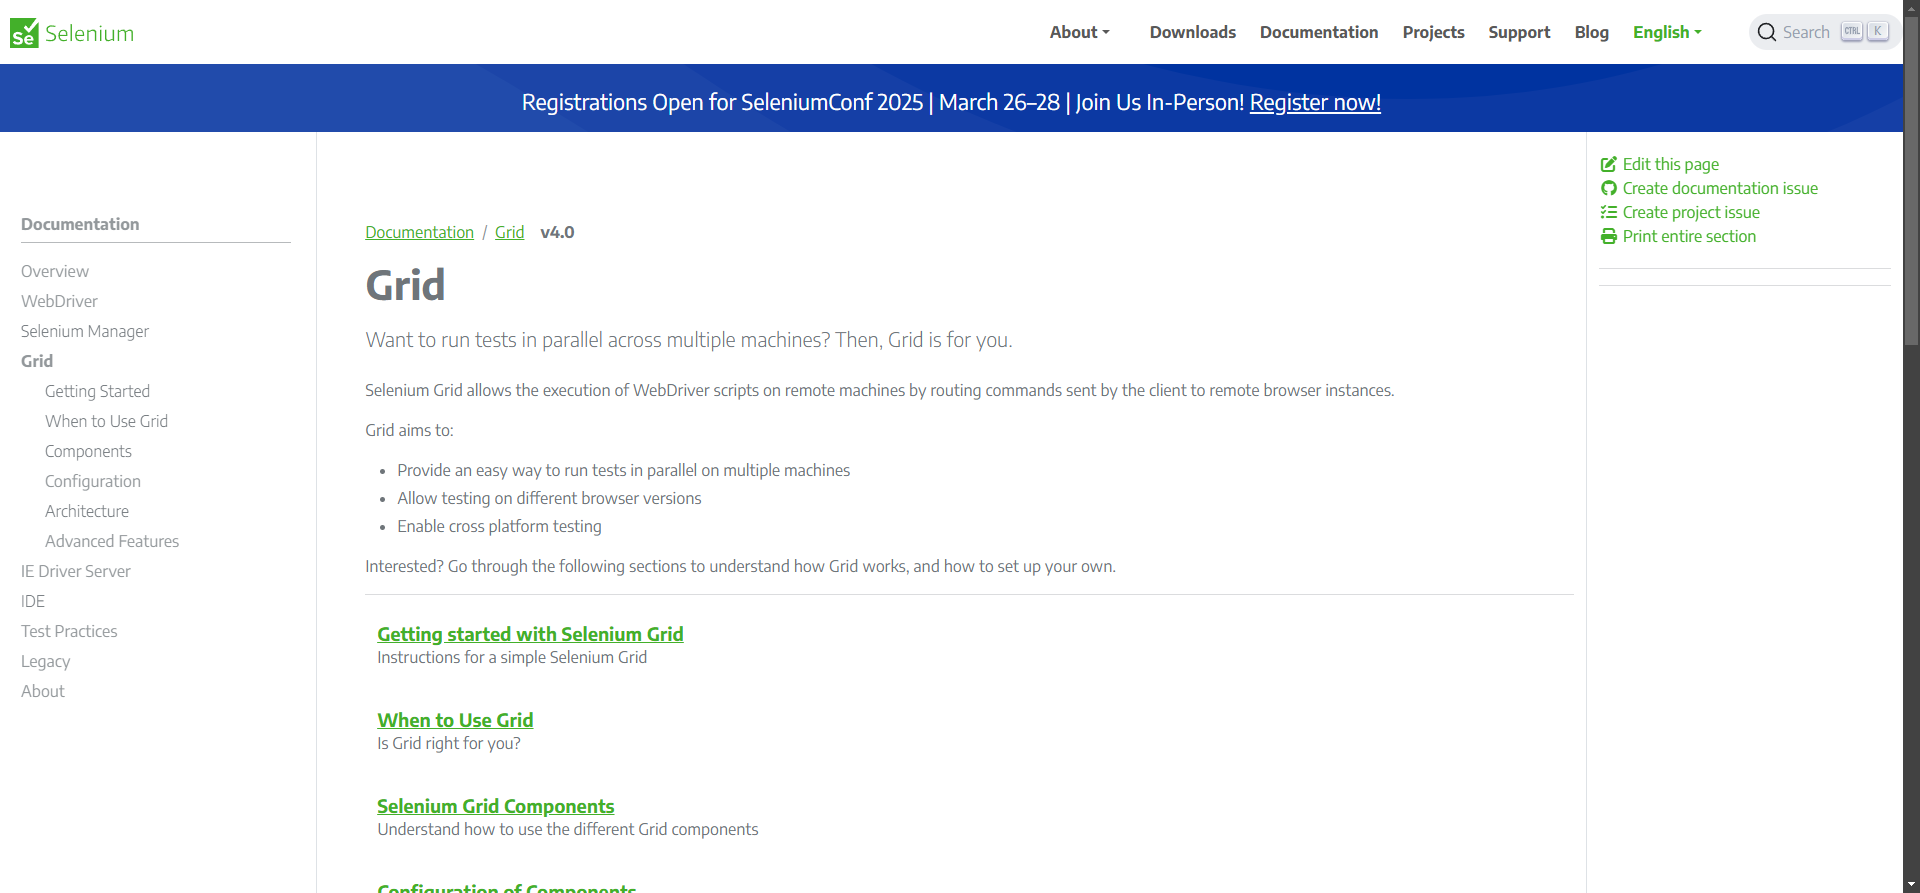 Se Selenium
About
Downloads
Documentation
Projects
Support
Blog
English
Search CTRL K
Registrations Open for SeleniumConf 2025 | March 26–28 | Join Us In-Person! Register now!
Documentation
Overview
WebDriver
Selenium Manager
Grid
Getting Started
When to Use Grid
Components
Configuration
Architecture
Advanced Features
IE Driver Server
IDE
Test Practices
Legacy
About
Documentation / Grid v4.0
Grid
Want to run tests in parallel across multiple machines? Then, Grid is for you.
Selenium Grid allows the execution of WebDriver scripts on remote machines by routing commands sent by the client to remote browser instances.
Grid aims to:
• Provide an easy way to run tests in parallel on multiple machines
• Allow testing on different browser versions
• Enable cross platform testing
Interested? Go through the following sections to understand how Grid works, and how to set up your own.
Getting started with Selenium Grid
Instructions for a simple Selenium Grid
When to Use Grid
Is Grid right for you?
Selenium Grid Components
Understand how to use the different Grid components
Configuration of Components
Edit this page
Create documentation issue
Create project issue
Print entire section